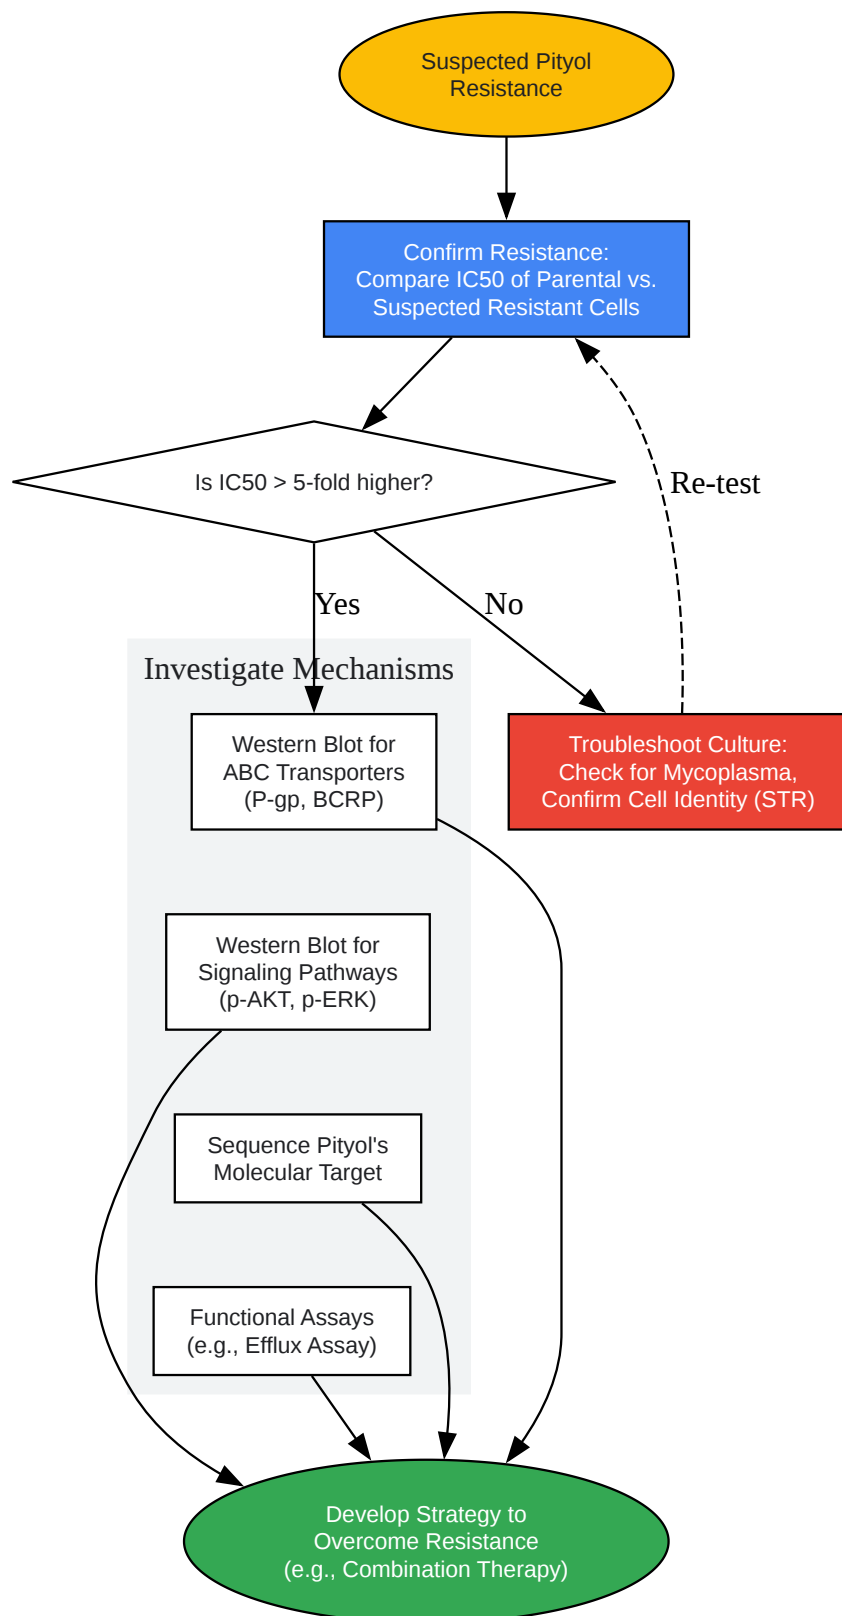 Suspected Pityol
Resistance
Confirm Resistance:
Compare IC50 of Parental vs.
Suspected Resistant Cells
Is IC50 > 5-fold higher?
Re-test
Yes
No
Investigate Mechanisms
Western Blot for
ABC Transporters
(P-gp, BCRP)
Troubleshoot Culture:
Check for Mycoplasma,
Confirm Cell Identity (STR)
Western Blot for
Signaling Pathways
(p-AKT, p-ERK)
Sequence Pityol's
Molecular Target
Functional Assays
(e.g., Efflux Assay)
Develop Strategy to
Overcome Resistance
(e.g., Combination Therapy)